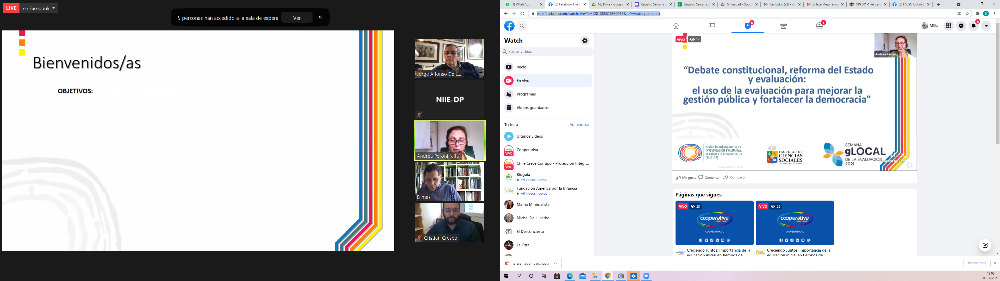 LIVE en Facebook
5 personas han accedido a la sala de espera Ver
Bienvenidos/as
OBJETIVOS:
Jorge Alfonso De L...
NIIE-DP
Andrea Peroni (ella)
Dimas
Cristian Crespo
(1) WhatsApp
(8) Facebook Live |
My Drive - Google
Registro Semana g
Registro Semana g
Mi unidad - Google
Recibidos (23) - in
Enlace Mesa redon
NPP601-1 Pensam
(8) FACSO UChile |
web.facebook.com/watch/live/?v=1201385626990069&ref=watch_permalink
6
1
Milla
8
Watch
Buscar videos
Inicio
En vivo
Programas
Videos guardados
Tu lista Administrar
Últimos videos
Cooperativa
VIVO
Chile Crece Contigo - Protección Integr...
VIVO
Bioguia
+9 videos nuevos
Fundación América por la Infancia
+9 videos nuevos
Mamá Minimalista
Michel De L'Herbe
El Desconcierto
La Otra
VIVO 12
Andrea Peroni...
“Debate constitucional, reforma del Estado
y evaluación:
el uso de la evaluación para mejorar la
gestión pública y fortalecer la democracia”
Núcleo Interdisciplinario de
INVESTIGACIÓN EVALUATIVA,
ORIENTADA A LA DECISIÓN PÚBLICA
(NIIE- DP)
FACULTAD DE
CIENCIAS
SOCIALES
UNIVERSIDAD DE CHILE
SEMANA
gLOCAL
DE LA EVALUACIÓN
2021
Powered by Zoom
Universidad de Chile
Me gusta Comentar Compartir
Páginas que sigues
VIVO 53
cooperativa
COOPERATIVA.CL
VIVO 55
cooperativa
COOPERATIVA.CL
Creciendo Juntos: Importancia de la
educación inicial en tiempos de
Creciendo Juntos: Importancia de la
educación inicial en tiempos de
presentacion pan....pptx
Mostrar todo
12:03
01-06-2021